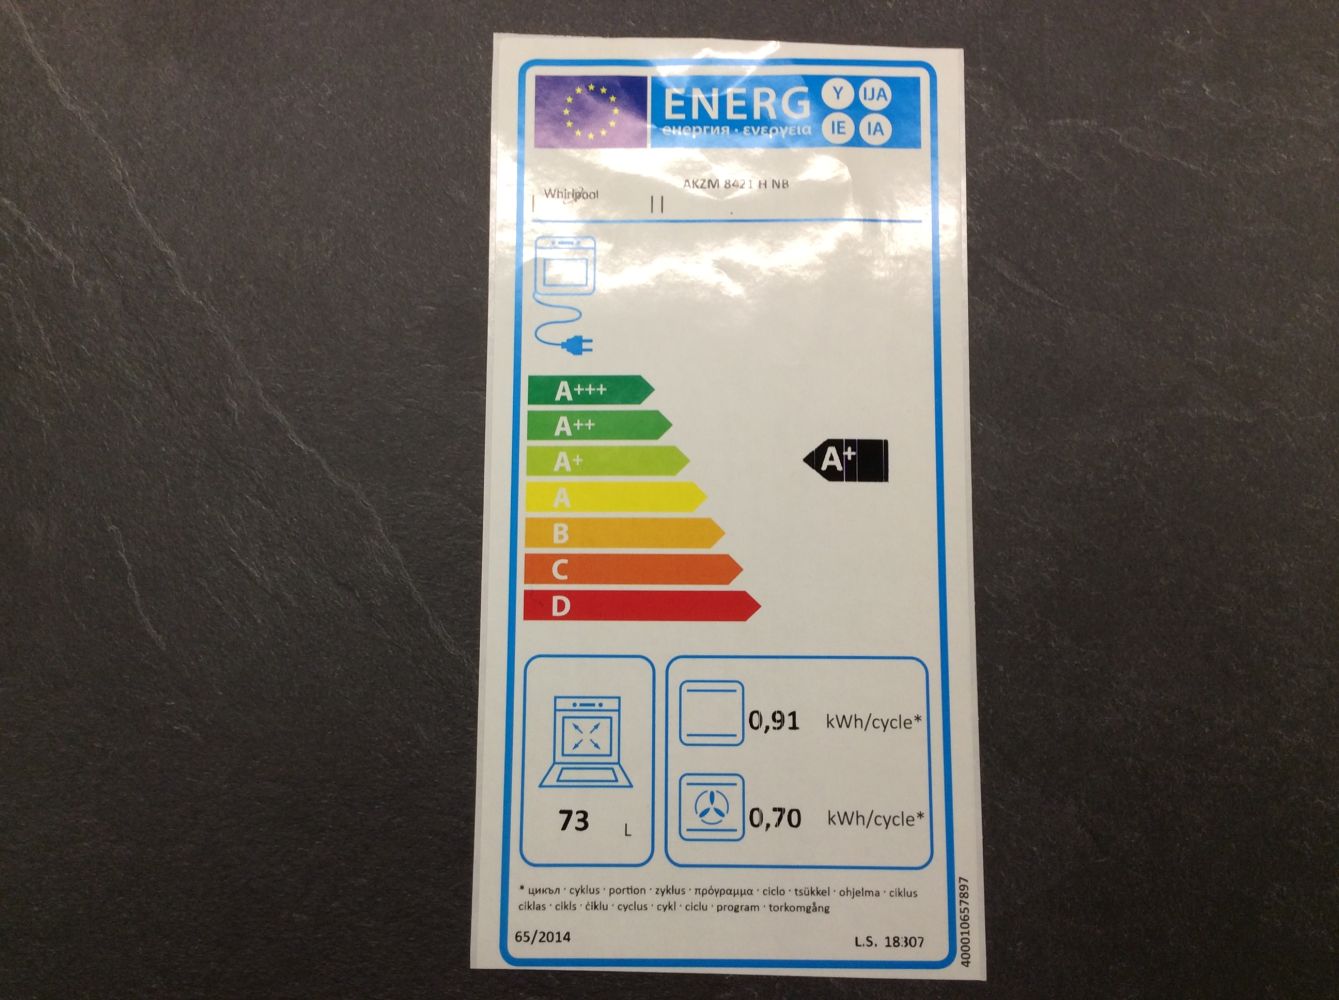 ENERG Y IJA
енергия · ενεργεια IE IA
Whirlpool
AKZM 8421 H NB
A+++
A++
A+
A+
A
B
C
D
0,91 kWh/cycle*
73 L
0,70 kWh/cycle*
* цикъл · cyklus · portion · zyklus · πρόγραμμα · ciclo · tsükkel · ohjelma · ciklus
ciklas · cikls · ċiklu · cyclus · cykl · ciclu · program · torkomgång
65/2014
L.S. 18307
400010657897